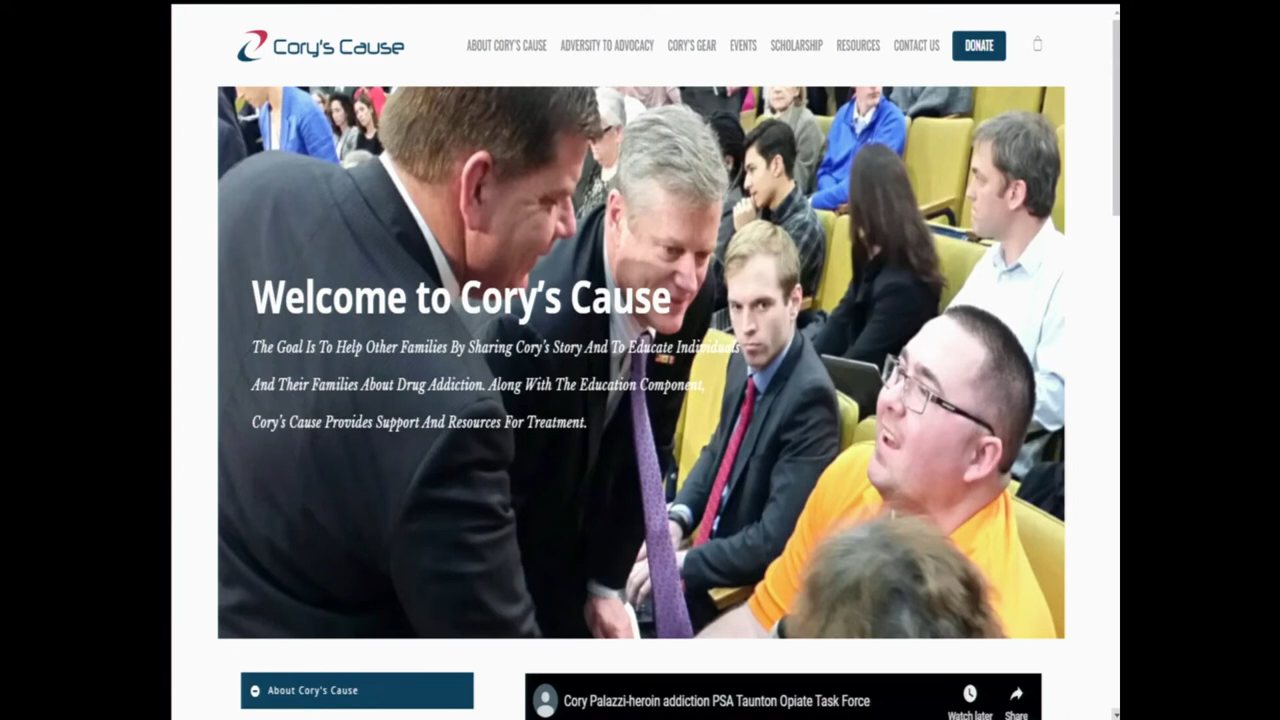 Cory's Cause
ABOUT CORY'S CAUSE ADVERSITY TO ADVOCACY CORY'S GEAR EVENTS SCHOLARSHIP RESOURCES CONTACT US DONATE
Welcome to Cory's Cause
The Goal Is To Help Other Families By Sharing Cory's Story And To Educate Individuals
And Their Families About Drug Addiction. Along With The Education Component,
Cory's Cause Provides Support And Resources For Treatment.
About Cory's Cause
Cory Palazzi-heroin addiction PSA Taunton Opiate Task Force
Watch later Share